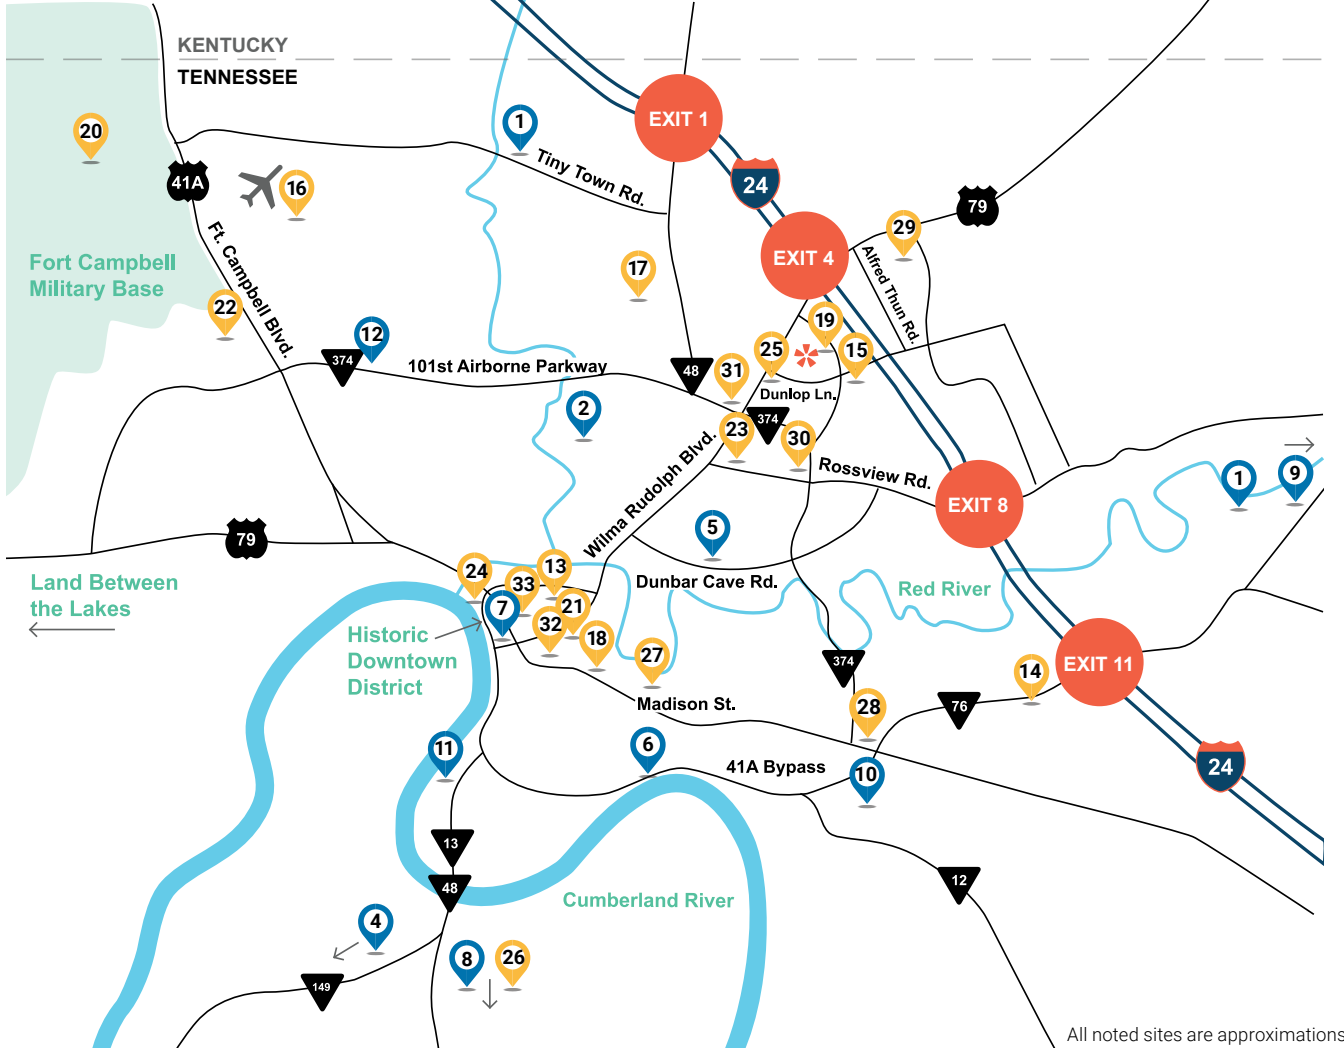 KENTUCKY
TENNESSEE
EXIT 1
20
1
Tiny Town Rd.
41A
16
24
79
29
EXIT 4
Alfred Thun Rd.
Ft. Campbell Blvd.
Fort Campbell
Military Base
17
22
12
374
101st Airborne Parkway
48
19
25
15
31
Dunlop Ln.
2
374
23
30
Wilma Rudolph Blvd.
Rossview Rd.
EXIT 8
1
9
79
5
Land Between
the Lakes
24
13
33
Dunbar Cave Rd.
Red River
7
21
32
18
27
Historic
Downtown
District
374
EXIT 11
14
Madison St.
28
76
11
6
41A Bypass
10
24
13
48
12
Cumberland River
4
8
26
149
All noted sites are approximations